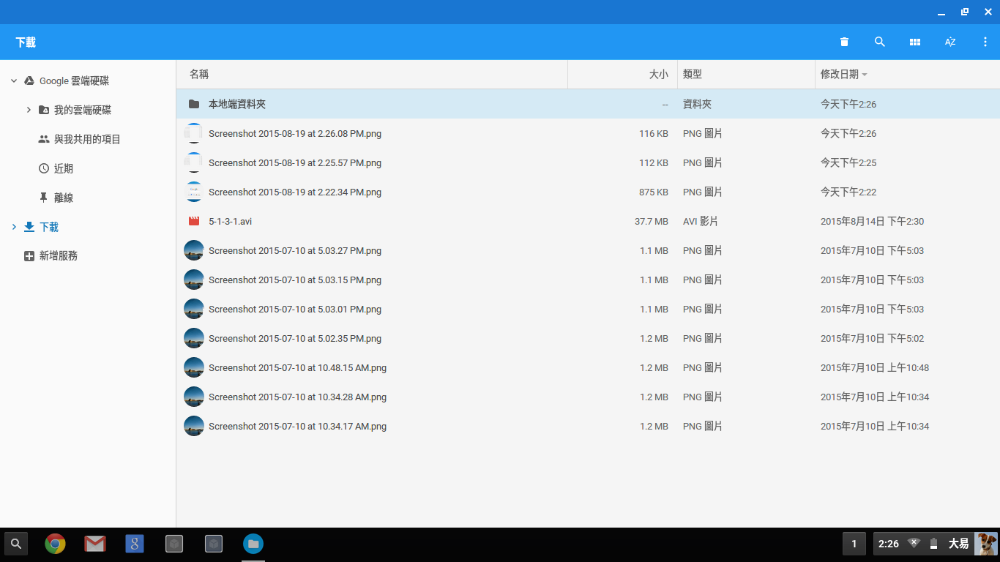 下載
AZ
Google 雲端硬碟
我的雲端硬碟
與我共用的項目
近期
離線
下載
新增服務
名稱 大小 類型 修改日期
本地端資料夾 -- 資料夾 今天下午2:26
Screenshot 2015-08-19 at 2.26.08 PM.png 116 KB PNG 圖片 今天下午2:26
Screenshot 2015-08-19 at 2.25.57 PM.png 112 KB PNG 圖片 今天下午2:25
Screenshot 2015-08-19 at 2.22.34 PM.png 875 KB PNG 圖片 今天下午2:22
5-1-3-1.avi 37.7 MB AVI 影片 2015年8月14日 下午2:30
Screenshot 2015-07-10 at 5.03.27 PM.png 1.1 MB PNG 圖片 2015年7月10日 下午5:03
Screenshot 2015-07-10 at 5.03.15 PM.png 1.1 MB PNG 圖片 2015年7月10日 下午5:03
Screenshot 2015-07-10 at 5.03.01 PM.png 1.1 MB PNG 圖片 2015年7月10日 下午5:03
Screenshot 2015-07-10 at 5.02.35 PM.png 1.2 MB PNG 圖片 2015年7月10日 下午5:02
Screenshot 2015-07-10 at 10.48.15 AM.png 1.2 MB PNG 圖片 2015年7月10日 上午10:48
Screenshot 2015-07-10 at 10.34.28 AM.png 1.2 MB PNG 圖片 2015年7月10日 上午10:34
Screenshot 2015-07-10 at 10.34.17 AM.png 1.2 MB PNG 圖片 2015年7月10日 上午10:34
g
1
2:26 大易